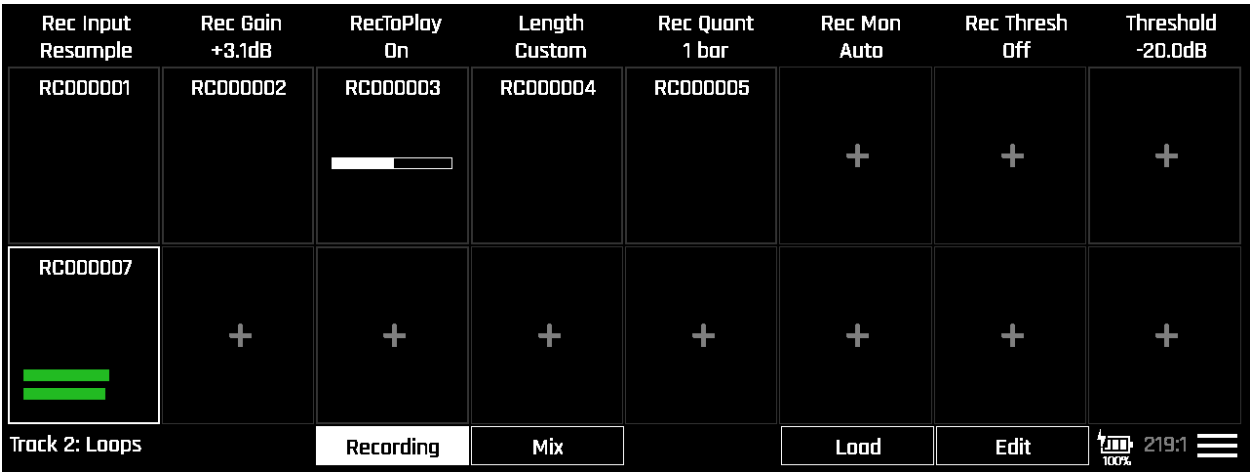 Rec Input Rec Gain RecToPlay Length Rec Quant Rec Mon Rec Thresh Threshold
Resample +3.1dB On Custom 1 bar Auto Off -20.0dB
RC000001 RC000002 RC000003 RC000004 RC000005
+ + +
RC000007
+ + + + + + +
Track 2: Loops Recording Mix Load Edit 219:1
100%